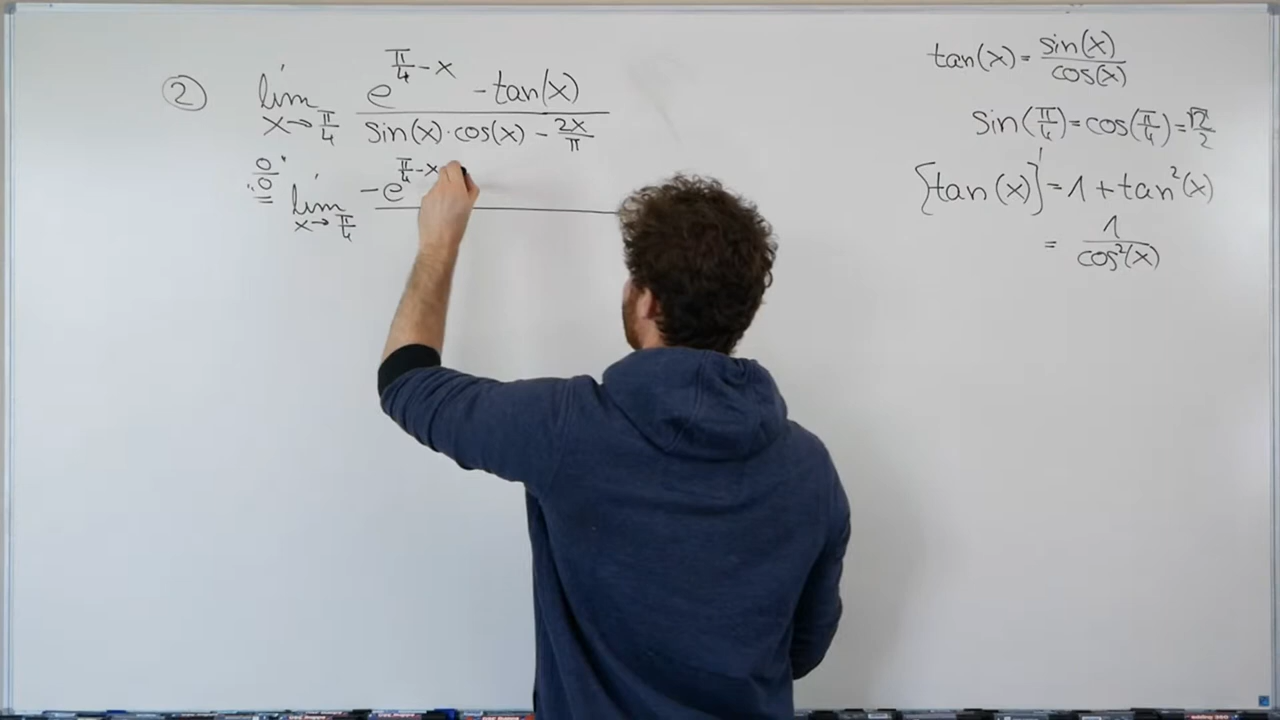 ② lim x→π/4 (e^(π/4 - x) - tan(x)) / (sin(x)·cos(x) - 2x/π)
"0/0" = lim x→π/4 -e^(π/4 - x)
tan(x) = sin(x)/cos(x)
sin(π/4) = cos(π/4) = √2/2
[tan(x)]' = 1 + tan²(x)
= 1/cos²(x)